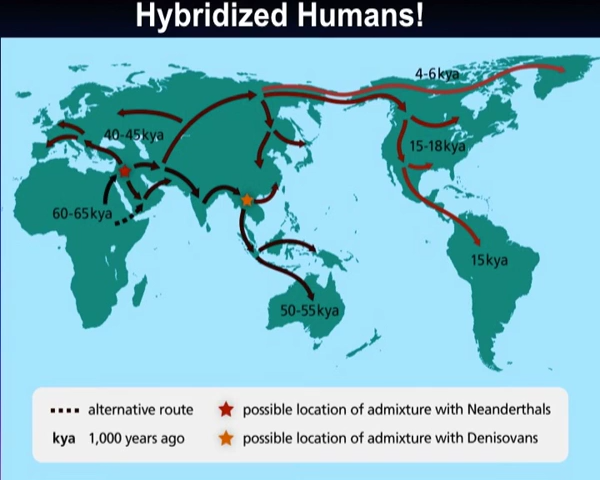 Hybridized Humans!
4-6kya
40-45kya
15-18kya
60-65kya
15kya
50-55kya
alternative route
possible location of admixture with Neanderthals
kya 1,000 years ago
possible location of admixture with Denisovans